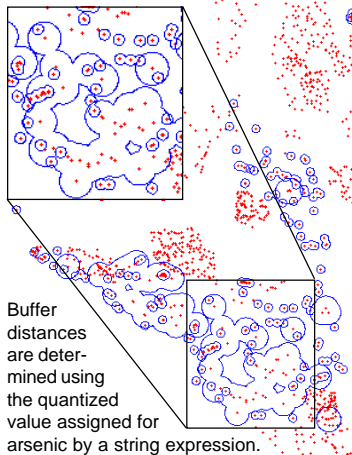 Buffer
distances
are deter-
mined using
the quantized
value assigned for
arsenic by a string expression.